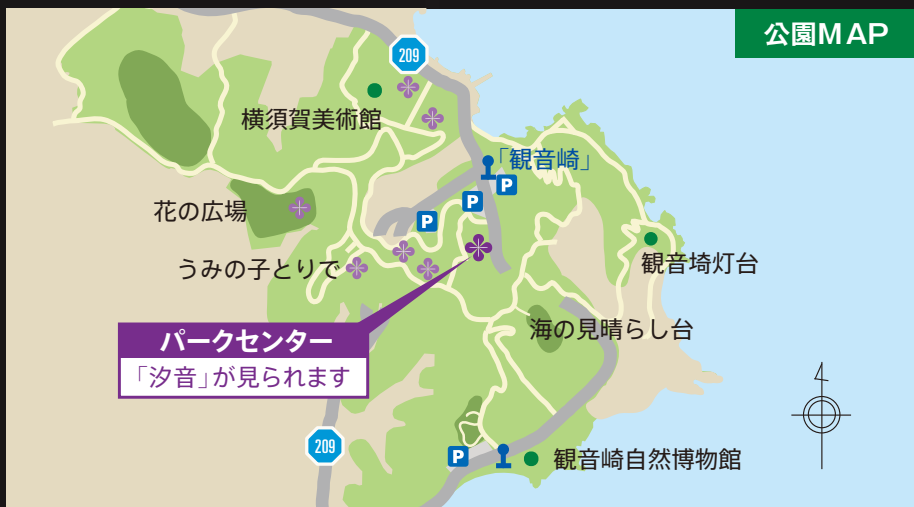 公園MAP
209
横須賀美術館
「観音崎」
P
P
P
花の広場
うみの子とりで
観音埼灯台
海の見晴らし台
パークセンター
「汐音」が見られます
209
P
観音崎自然博物館